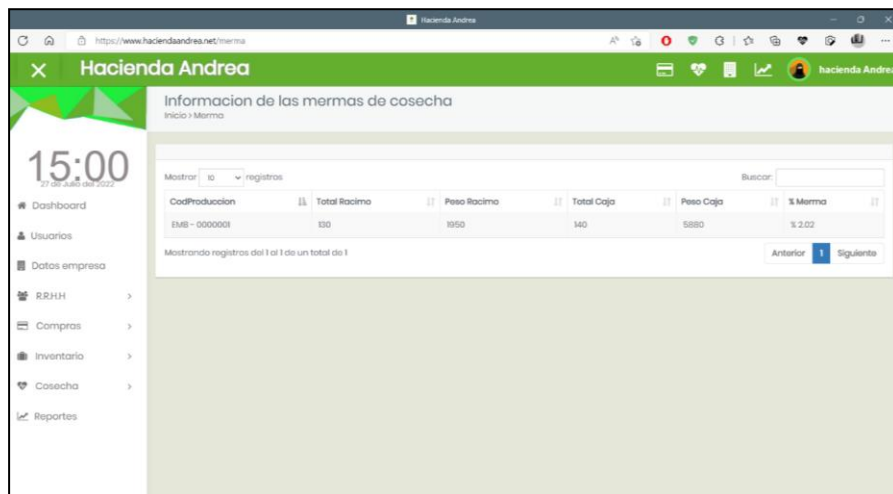 Hacienda Andrea
https://www.haciendaandrea.net/merma
Hacienda Andrea
hacienda Andrea
Informacion de las mermas de cosecha
Inicio > Merma
15:00
27 de Julio del 2022
Dashboard
Usuarios
Datos empresa
R.R.H.H
Compras
Inventario
Cosecha
Reportes
Mostrar 10 registros
Buscar:
CodProduccion Total Racimo Peso Racimo Total Caja Peso Caja % Merma
EMB - 0000001 130 1950 140 5880 % 2.02
Mostrando registros del 1 al 1 de un total de 1
Anterior 1 Siguiente